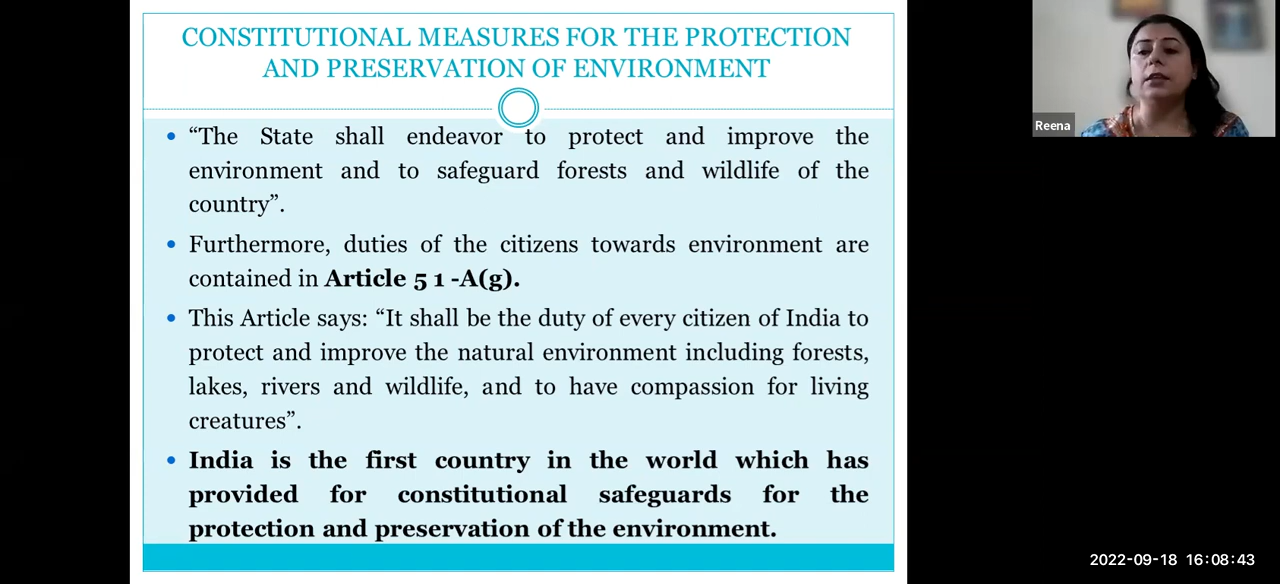 CONSTITUTIONAL MEASURES FOR THE PROTECTION
AND PRESERVATION OF ENVIRONMENT
• “The State shall endeavor to protect and improve the
environment and to safeguard forests and wildlife of the
country”.
• Furthermore, duties of the citizens towards environment are
contained in Article 5 1 -A(g).
• This Article says: “It shall be the duty of every citizen of India to
protect and improve the natural environment including forests,
lakes, rivers and wildlife, and to have compassion for living
creatures”.
• India is the first country in the world which has
provided for constitutional safeguards for the
protection and preservation of the environment.
Reena
2022-09-18 16:08:43